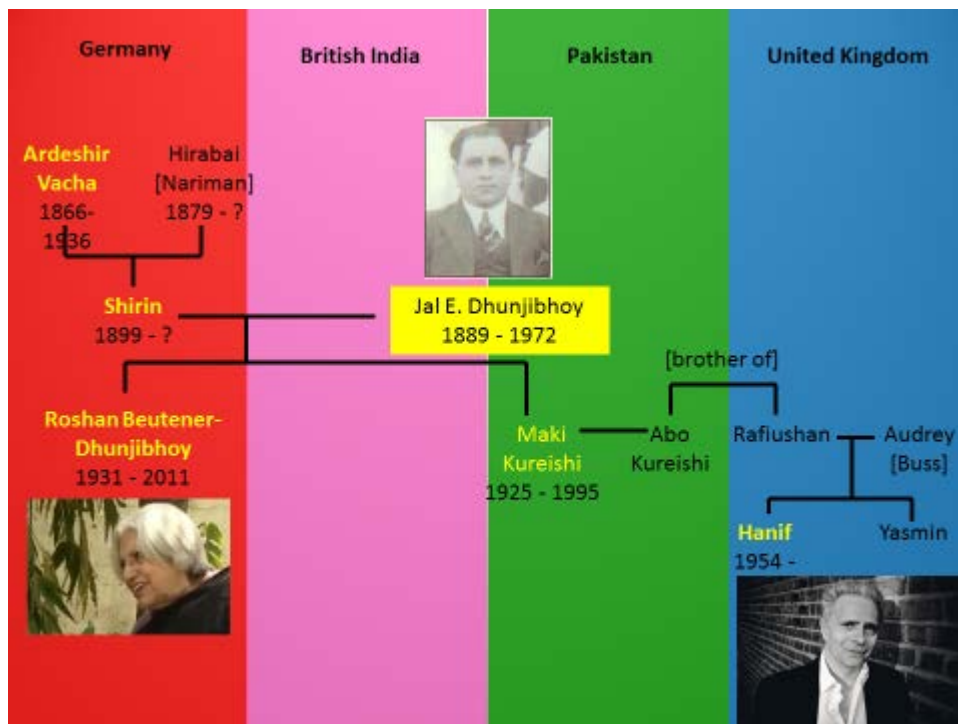 Germany
British India
Pakistan
United Kingdom
Ardeshir
Vacha
1866-
1936
Hirabai
[Nariman]
1879 - ?
Shirin
1899 - ?
Jal E. Dhunjibhoy
1889 - 1972
[brother of]
Roshan Beutener-
Dhunjibhoy
1931 - 2011
Maki
Kureishi
1925 - 1995
Abo
Kureishi
Rafiushan
Audrey
[Buss]
Hanif
1954 -
Yasmin